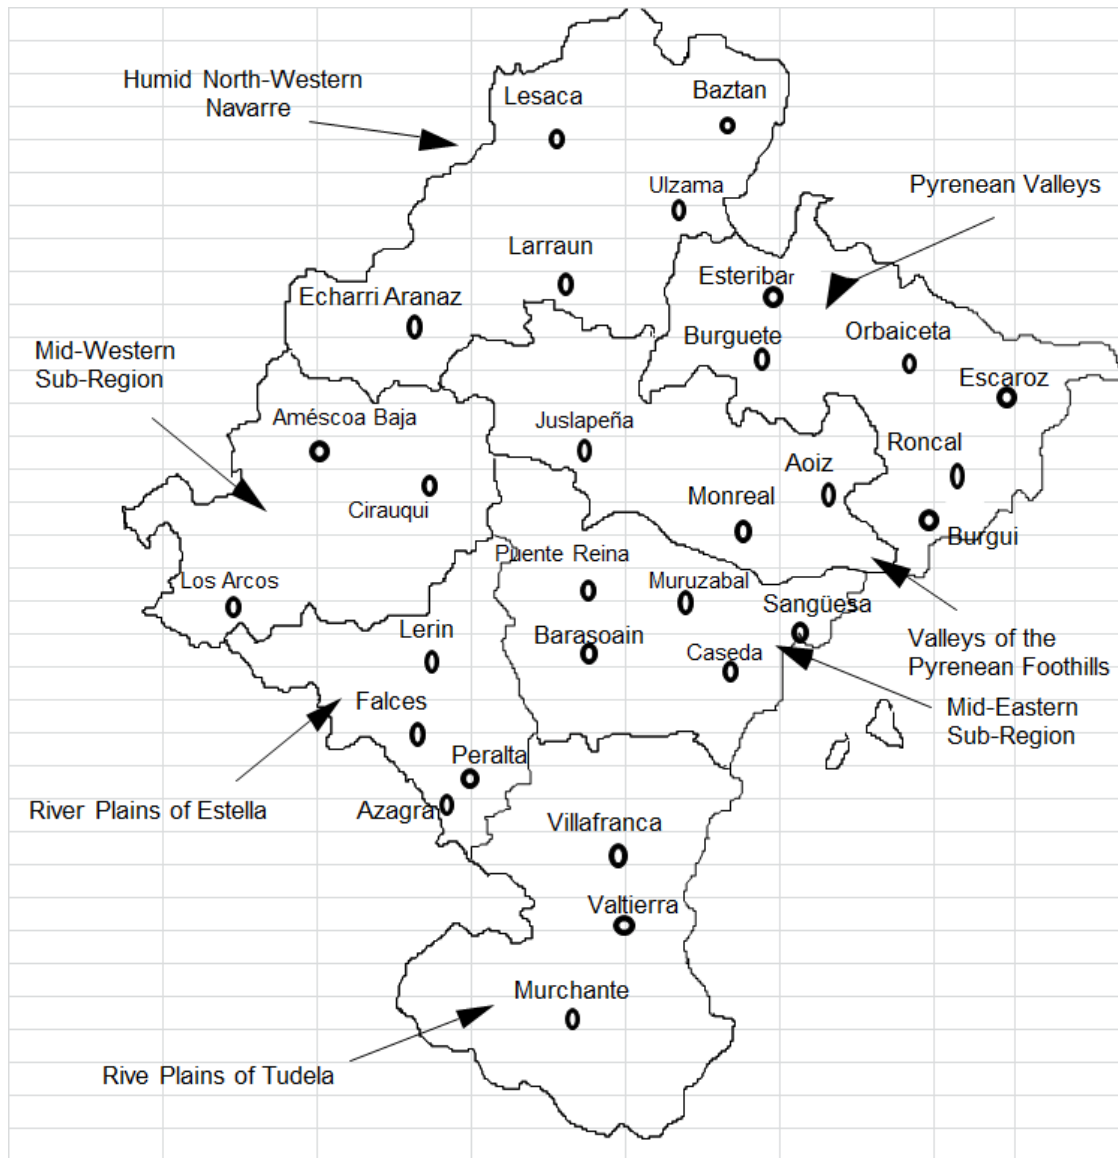 Humid North-Western
Navarre
Lesaca
Baztan
Ulzama
Pyrenean Valleys
Larraun
Esteribar
Echarri Aranaz
Burguete
Orbaiceta
Mid-Western
Sub-Region
Escaroz
Améscoa Baja
Juslapeña
Roncal
Aoiz
Monreal
Cirauqui
Burgui
Puente Reina
Los Arcos
Muruzabal
Sangüesa
Lerin
Barasoain
Caseda
Valleys of the
Pyrenean Foothills
Falces
Mid-Eastern
Sub-Region
Peralta
River Plains of Estella
Azagra
Villafranca
Valtierra
Murchante
Rive Plains of Tudela